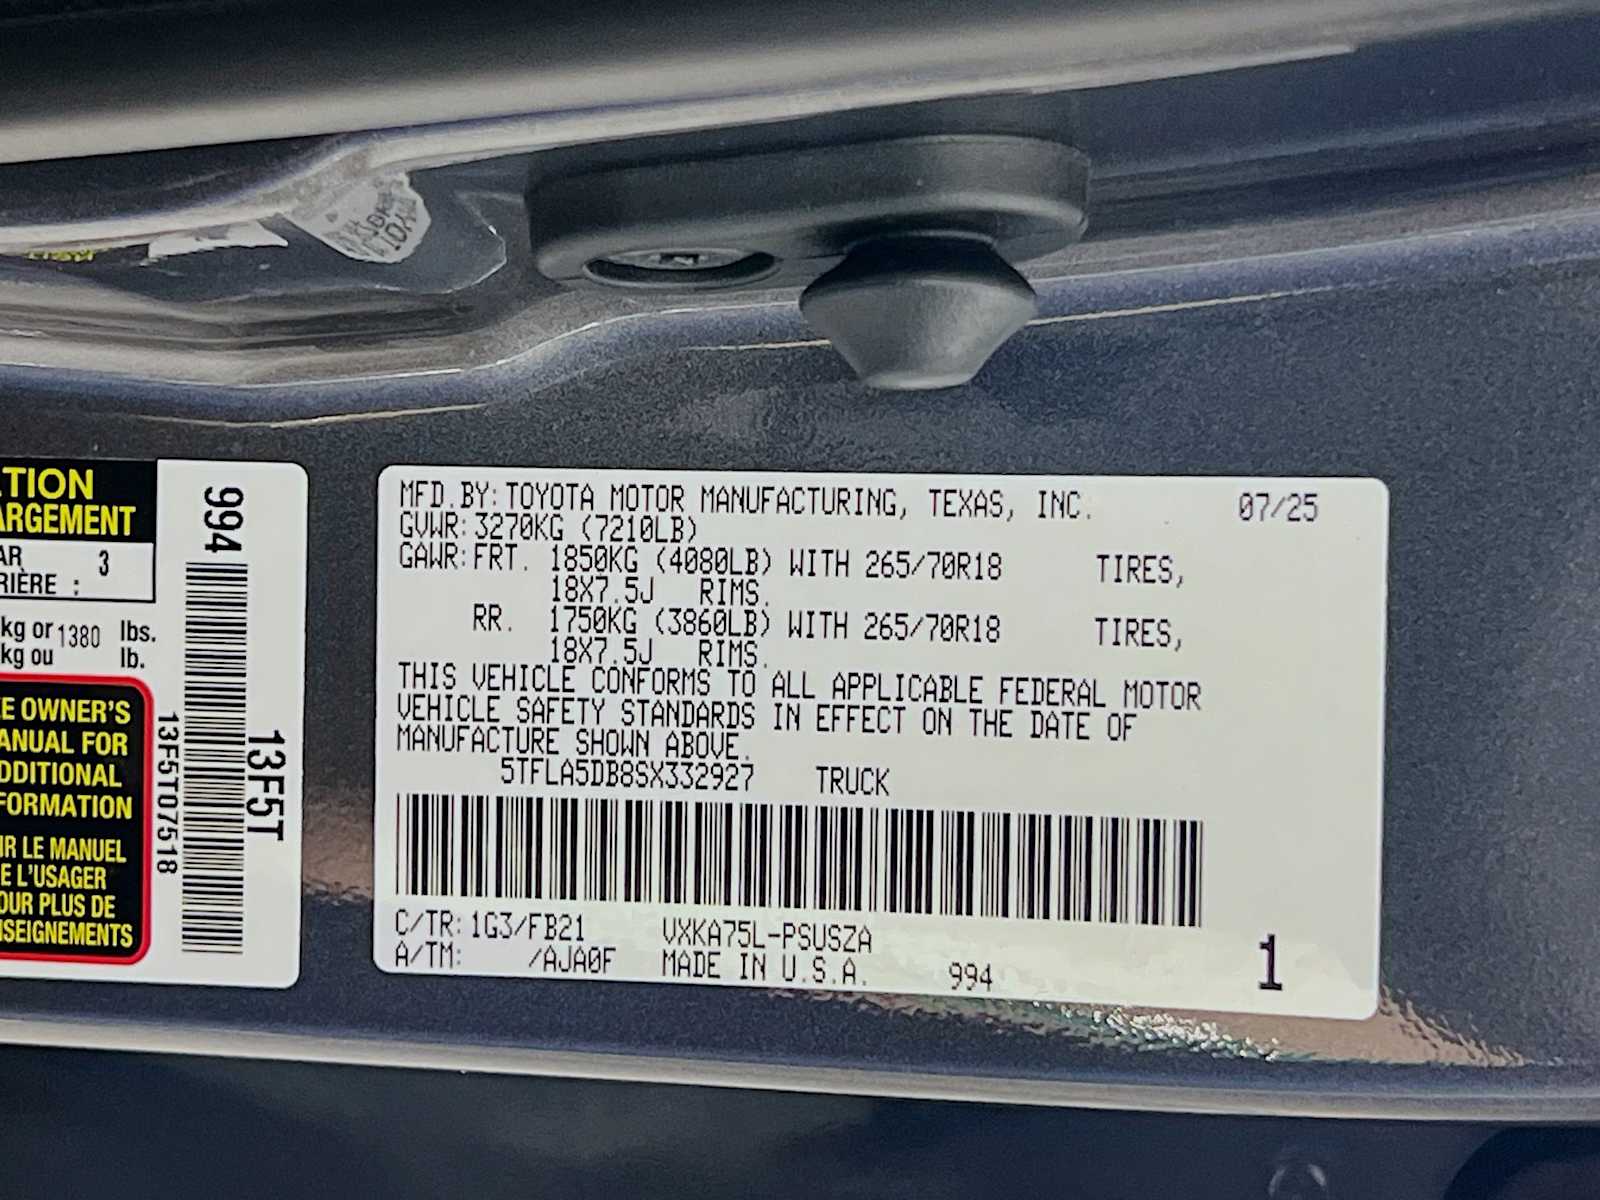 TION
ARGEMENT
AR 3
RIÈRE :
kg or 1380 lbs.
kg ou lb.
E OWNER'S
ANUAL FOR
DDITIONAL
FORMATION
IR LE MANUEL
E L'USAGER
OUR PLUS DE
NSEIGNEMENTS
994
13F5T07518
13F5T
MFD.BY: TOYOTA MOTOR MANUFACTURING, TEXAS, INC. 07/25
GVWR: 3270KG (7210LB)
GAWR: FRT. 1850KG (4080LB) WITH 265/70R18 TIRES,
18X7.5J RIMS.
RR. 1750KG (3860LB) WITH 265/70R18 TIRES,
18X7.5J RIMS.
THIS VEHICLE CONFORMS TO ALL APPLICABLE FEDERAL MOTOR
VEHICLE SAFETY STANDARDS IN EFFECT ON THE DATE OF
MANUFACTURE SHOWN ABOVE.
5TFLA5DB8SX332927 TRUCK
C/TR: 1G3/FB21 VXKA75L-PSUSZA
A/TM: /AJA0F MADE IN U.S.A. 994 1